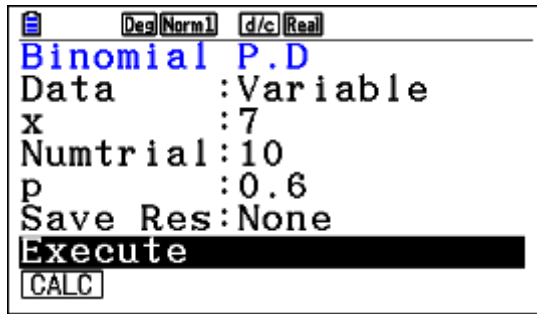 Deg Norm1 d/c Real
Binomial P.D
Data :Variable
x :7
Numtrial:10
p :0.6
Save Res:None
Execute
CALC